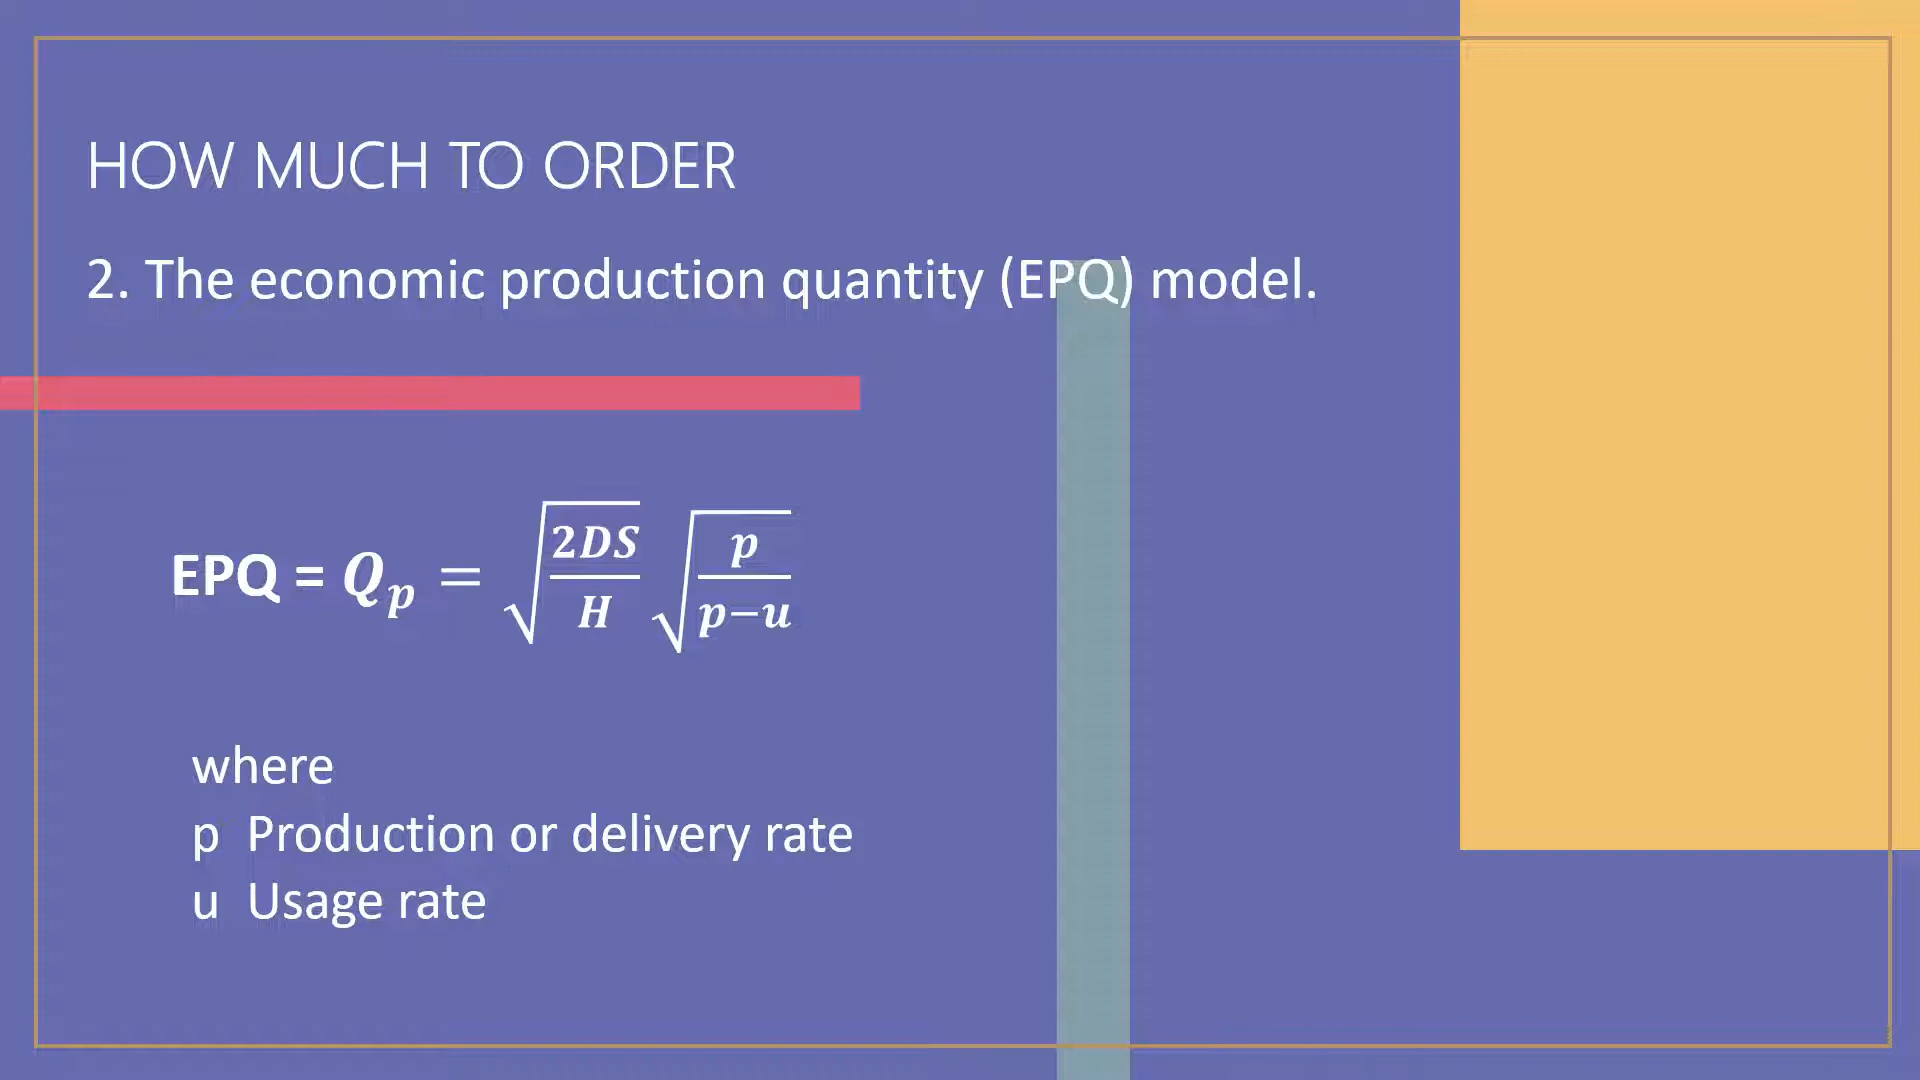 HOW MUCH TO ORDER
2. The economic production quantity (EPQ) model.
EPQ = Qₚ = √(2DS/H) √(p/(p−u))
where
p Production or delivery rate
u Usage rate